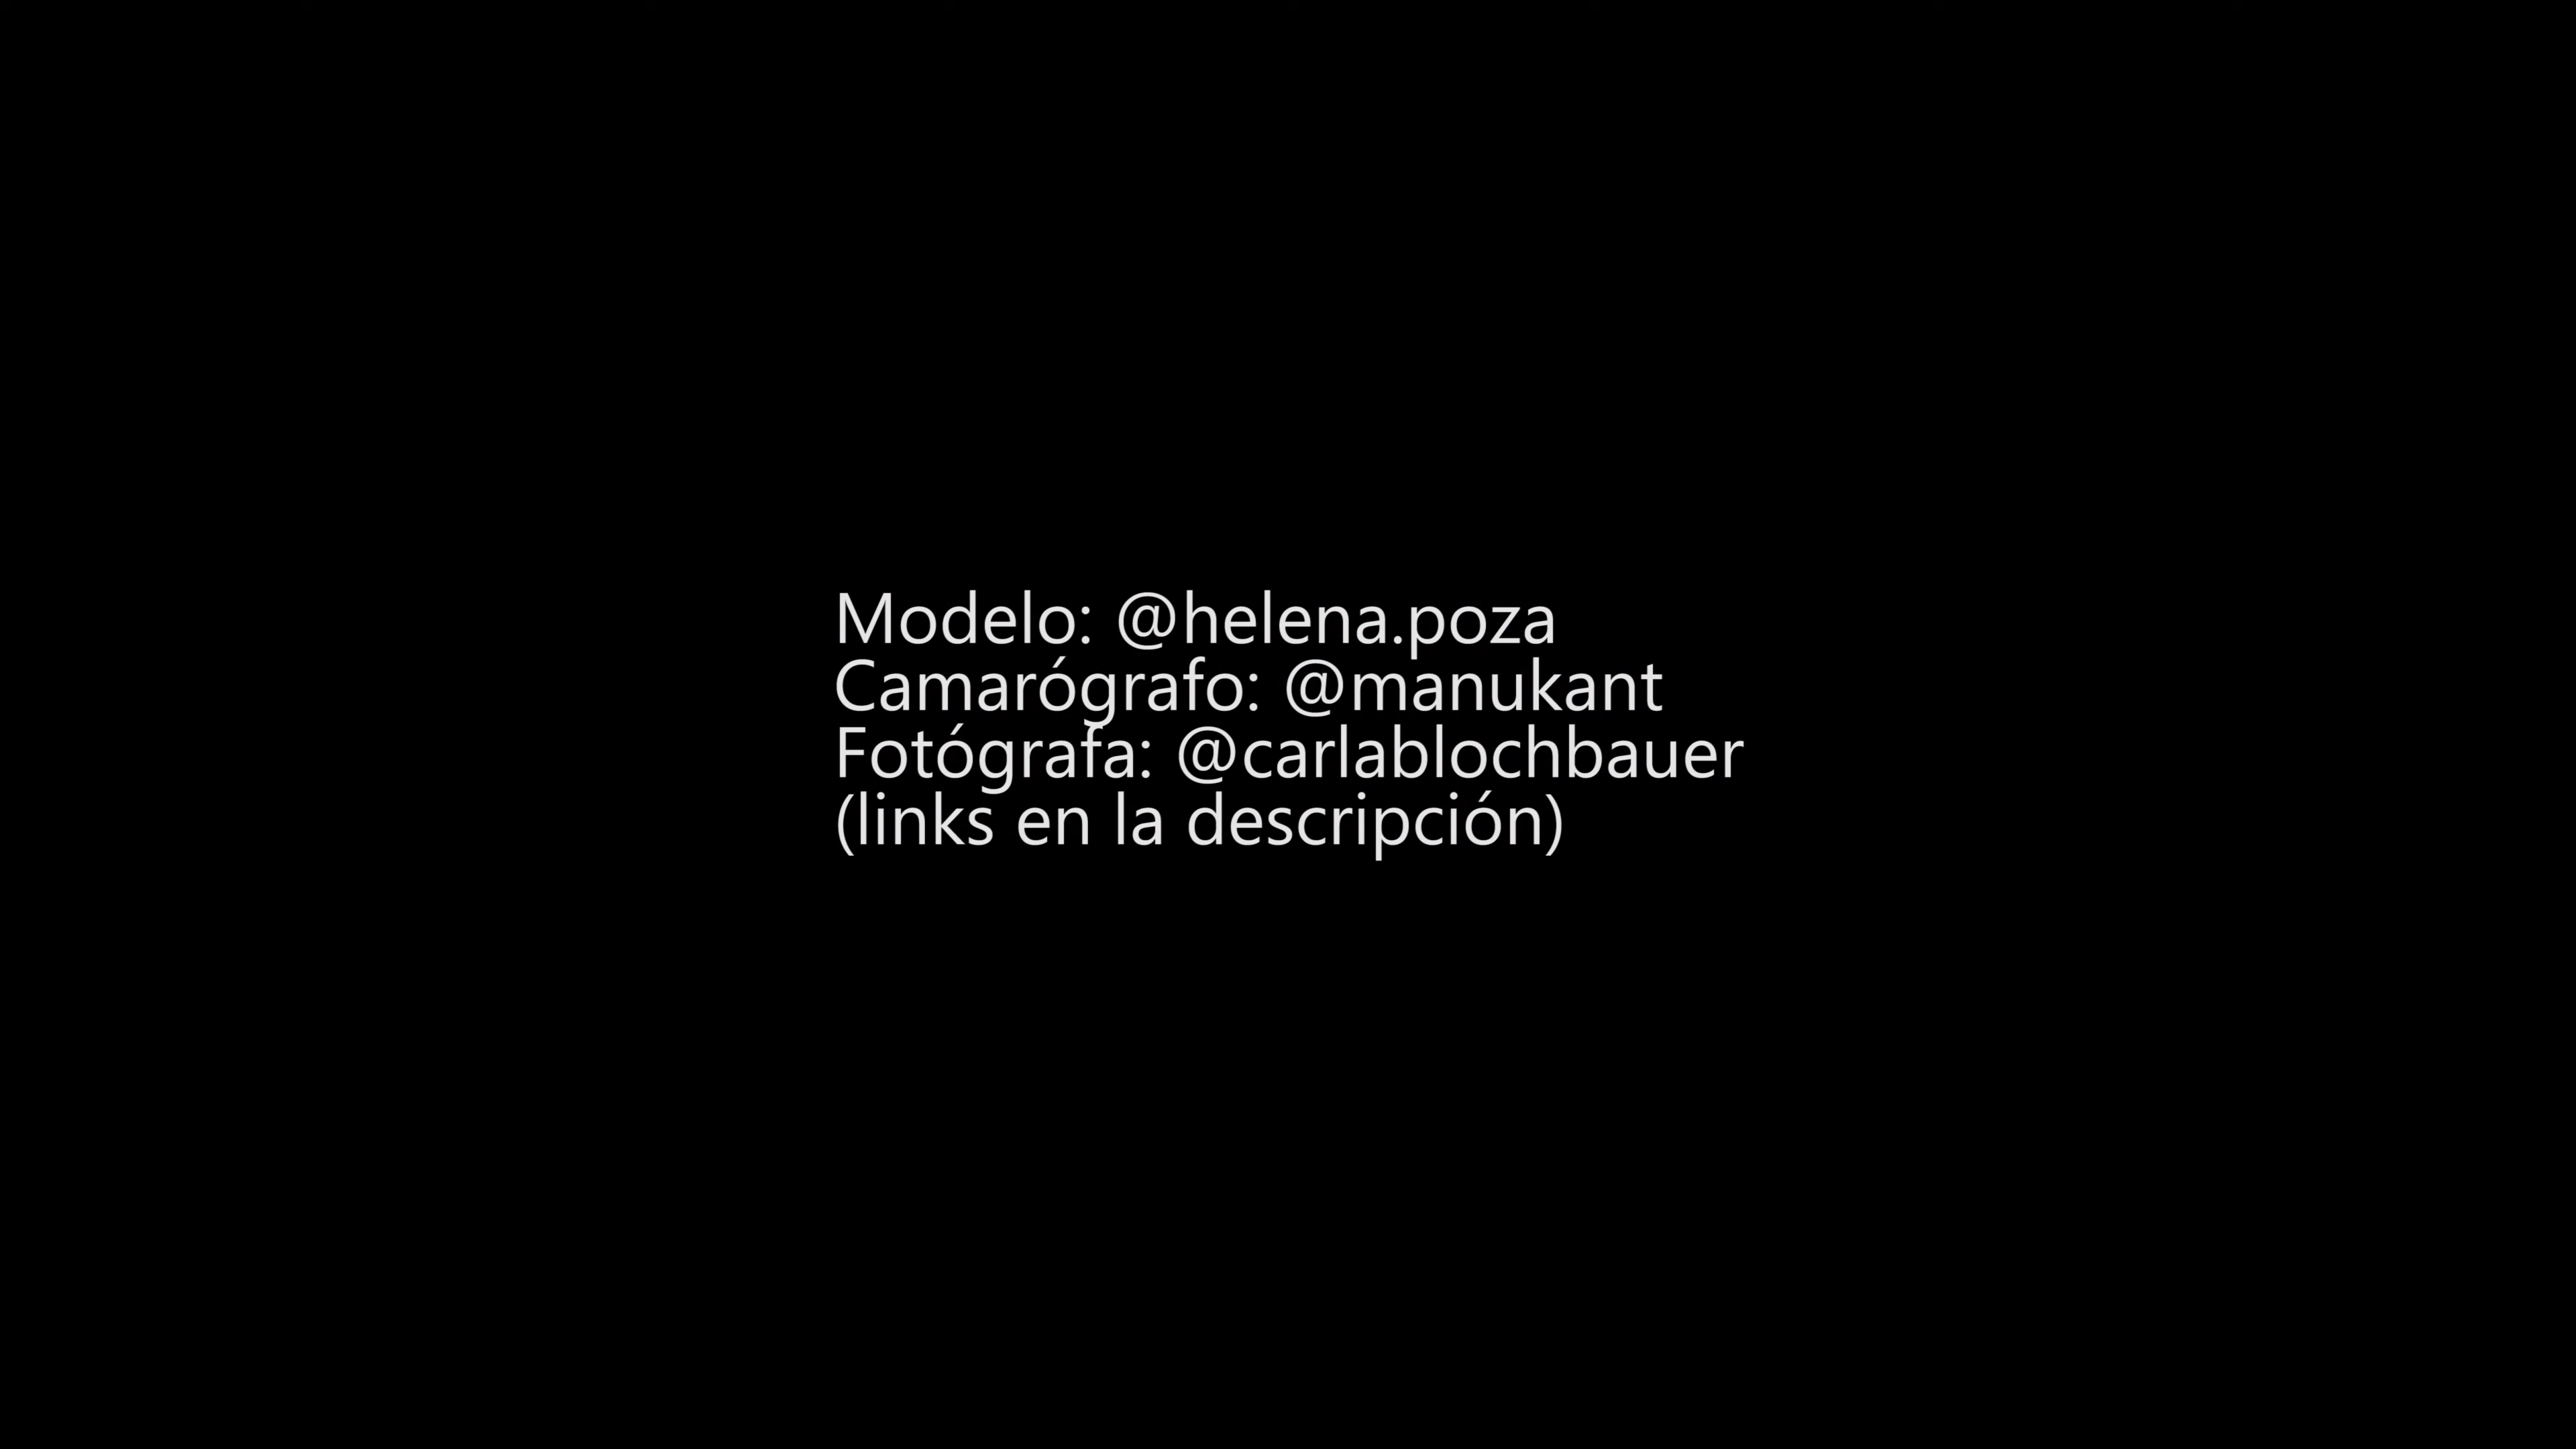 Modelo: @helena.poza
Camarógrafo: @manukant
Fotógrafa: @carlablochbauer
(links en la descripción)